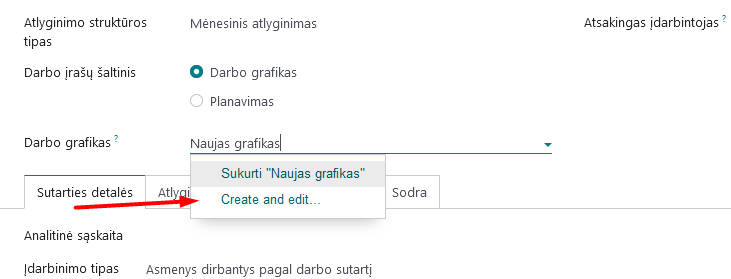 Atlyginimo struktūros tipas
Mėnesinis atlyginimas
Atsakingas įdarbintojas ?
Darbo įrašų šaltinis
Darbo grafikas
Planavimas
Darbo grafikas ?
Naujas grafikas
Sukurti "Naujas grafikas"
Create and edit...
Sutarties detalės
Atlygi
Sodra
Analitinė sąskaita
Įdarbinimo tipas
Asmenys dirbantys pagal darbo sutartį